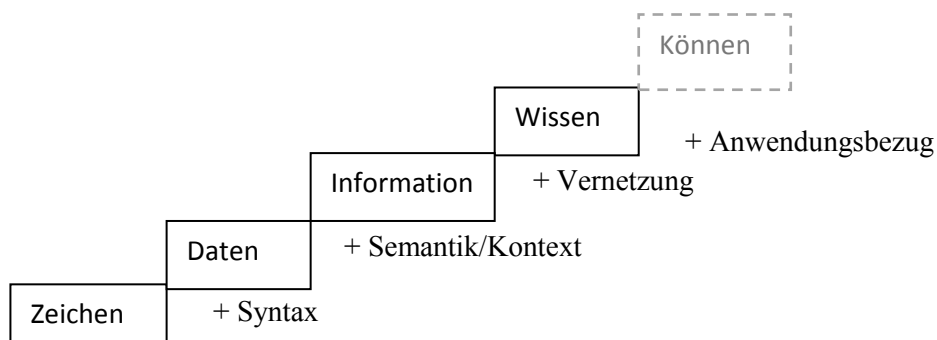 Können
Wissen
+ Anwendungsbezug
Information
+ Vernetzung
Daten
+ Semantik/Kontext
Zeichen
+ Syntax